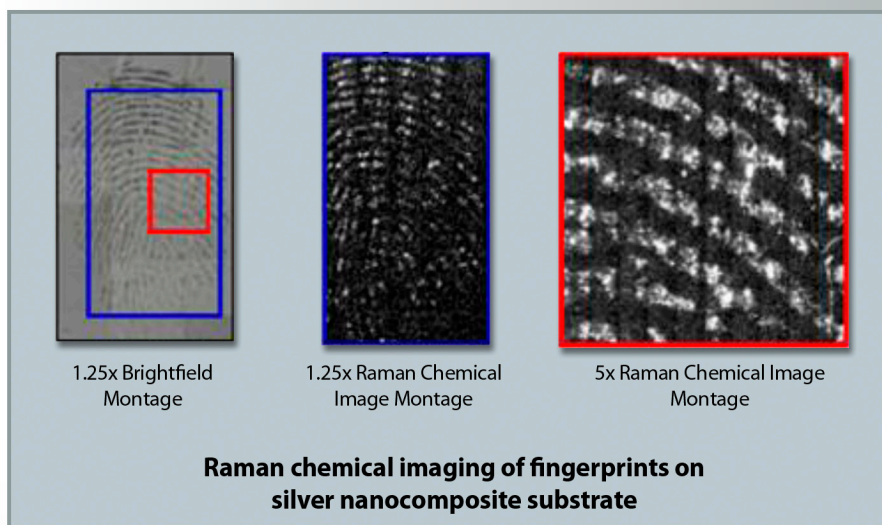 1.25x Brightfield
Montage
1.25x Raman Chemical
Image Montage
5x Raman Chemical Image
Montage
Raman chemical imaging of fingerprints on
silver nanocomposite substrate